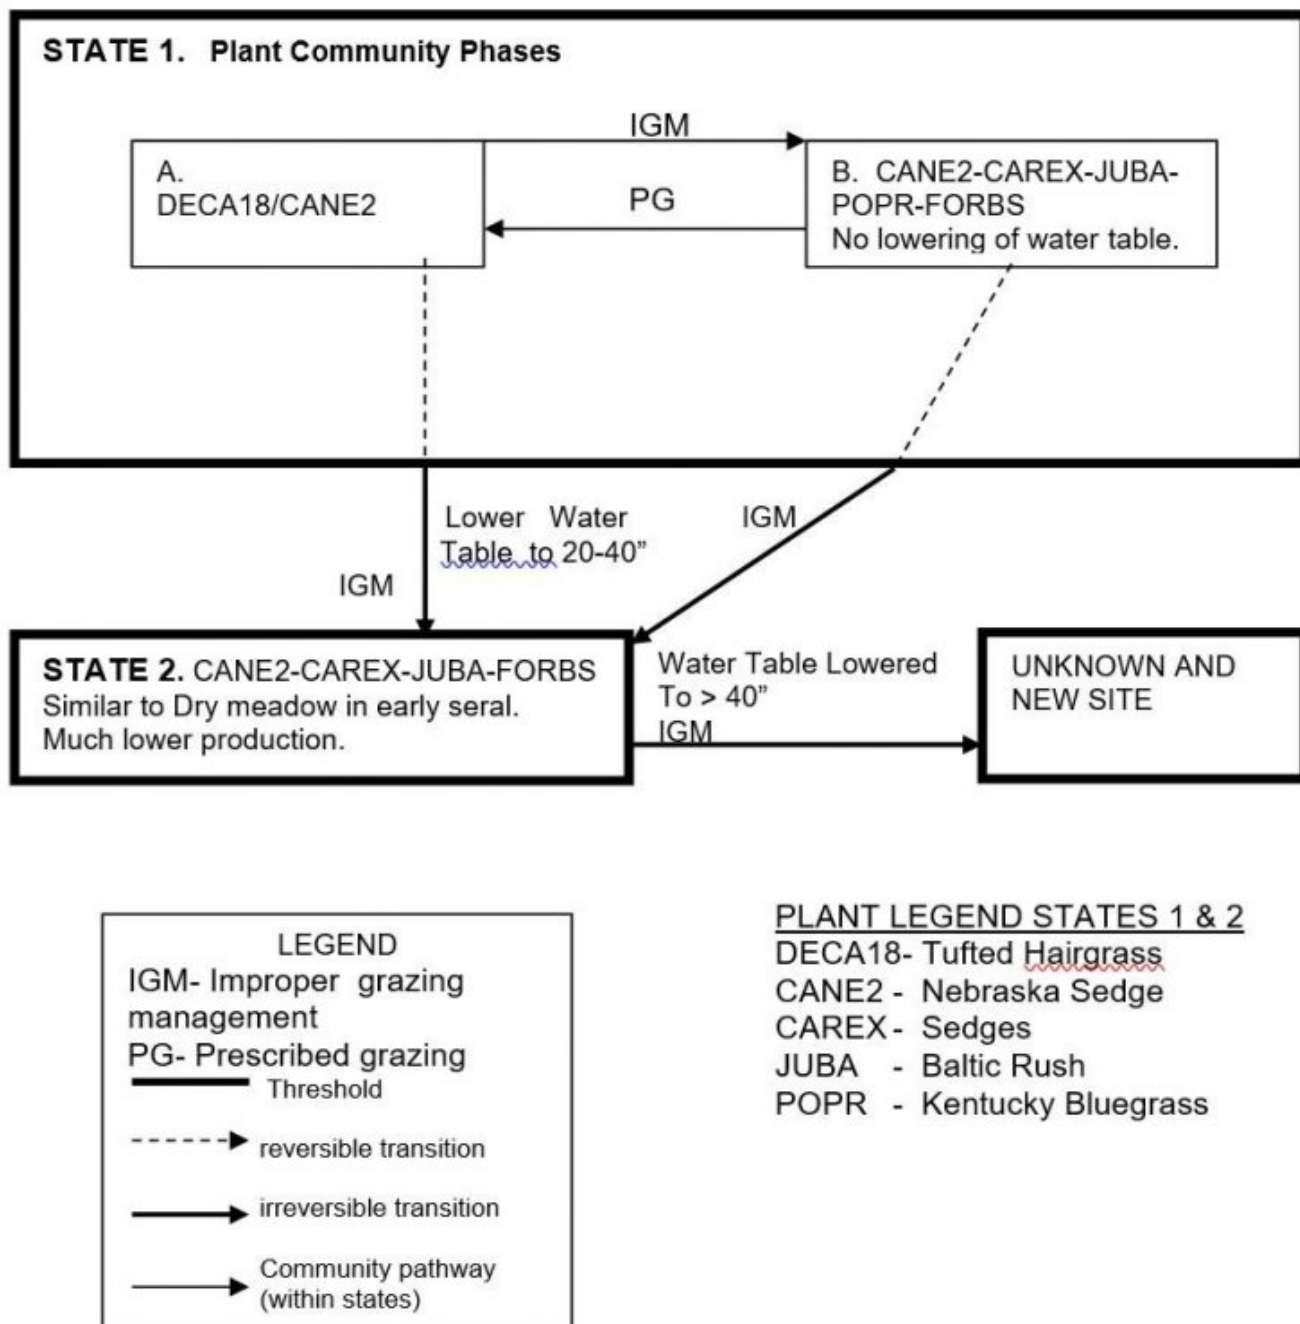 STATE 1. Plant Community Phases
IGM
A.
DECA18/CANE2
PG
B. CANE2-CAREX-JUBA-
POPR-FORBS
No lowering of water table.
Lower Water
Table to 20-40”
IGM
IGM
STATE 2. CANE2-CAREX-JUBA-FORBS
Similar to Dry meadow in early seral.
Much lower production.
Water Table Lowered
To > 40”
IGM
UNKNOWN AND
NEW SITE
LEGEND
IGM- Improper grazing
management
PG- Prescribed grazing
Threshold
reversible transition
irreversible transition
Community pathway
(within states)
PLANT LEGEND STATES 1 & 2
DECA18- Tufted Hairgrass
CANE2 - Nebraska Sedge
CAREX - Sedges
JUBA - Baltic Rush
POPR - Kentucky Bluegrass